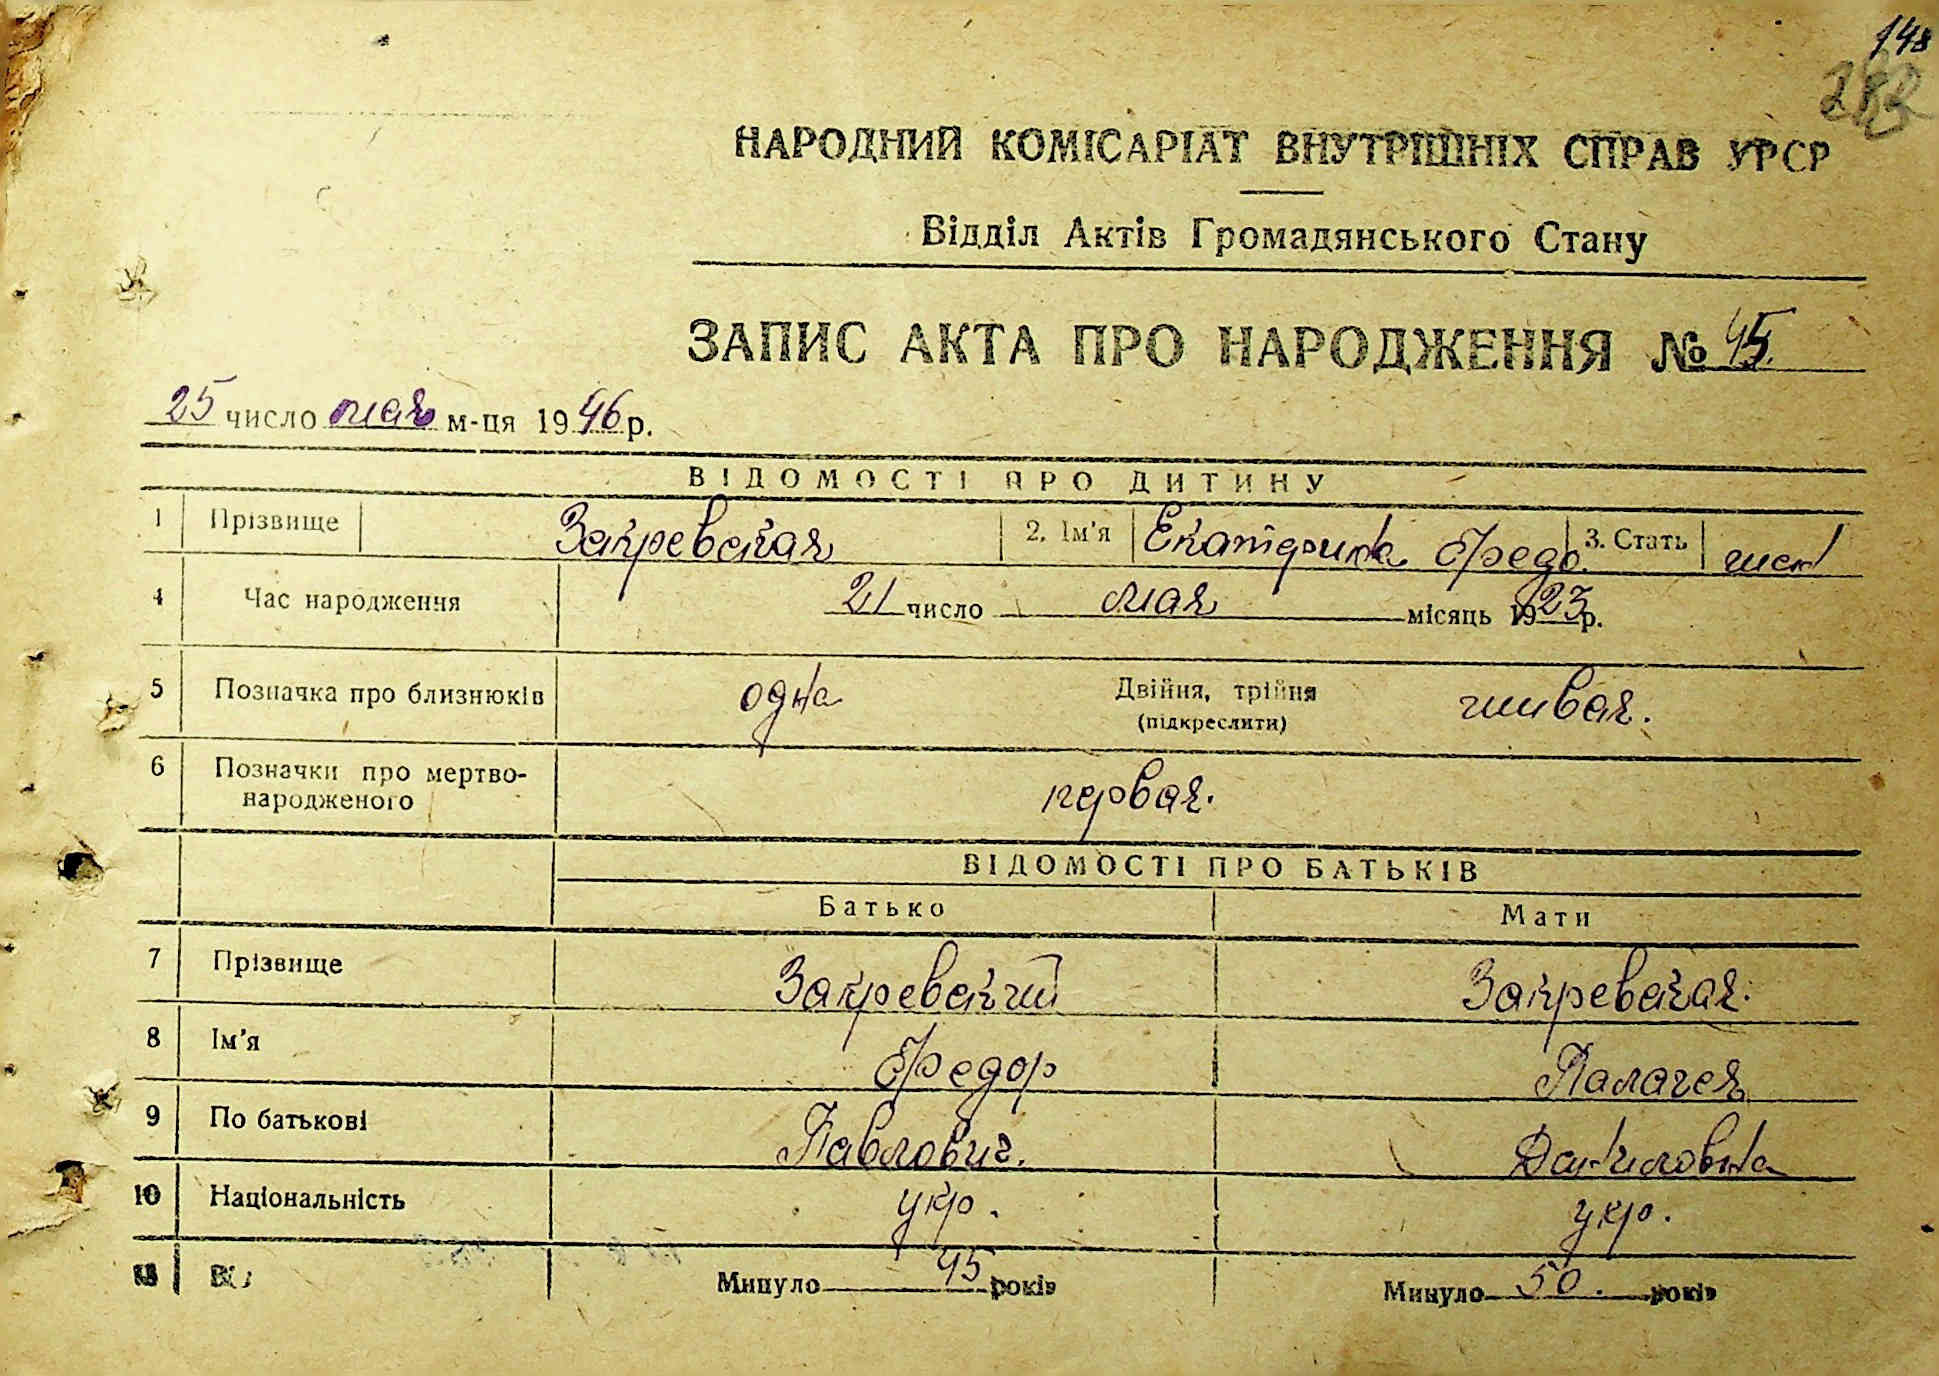 148
282
НАРОДНИЙ КОМІСАРІАТ ВНУТРІШНІХ СПРАВ УРСР
Відділ Актів Громадянського Стану
ЗАПИС АКТА ПРО НАРОДЖЕННЯ № 45.
25 число мая м-ця 1946 р.
ВІДОМОСТІ ПРО ДИТИНУ
1 Прізвище Закревская 2. Ім'я Екатерина Федо. 3. Стать жен
4 Час народження 21 число мая місяць 1923 р.
5 Позначка про близнюків одна Двійня, трійня (підкреслити) живая.
6 Позначки про мертвонародженого первая.
ВІДОМОСТІ ПРО БАТЬКІВ
Батько Мати
7 Прізвище Закревский Закревская.
8 Ім'я Федор Палагея
9 По батькові Павлович. Даниловна
10 Національність укр. укр.
Минуло 45 років Минуло 50. років